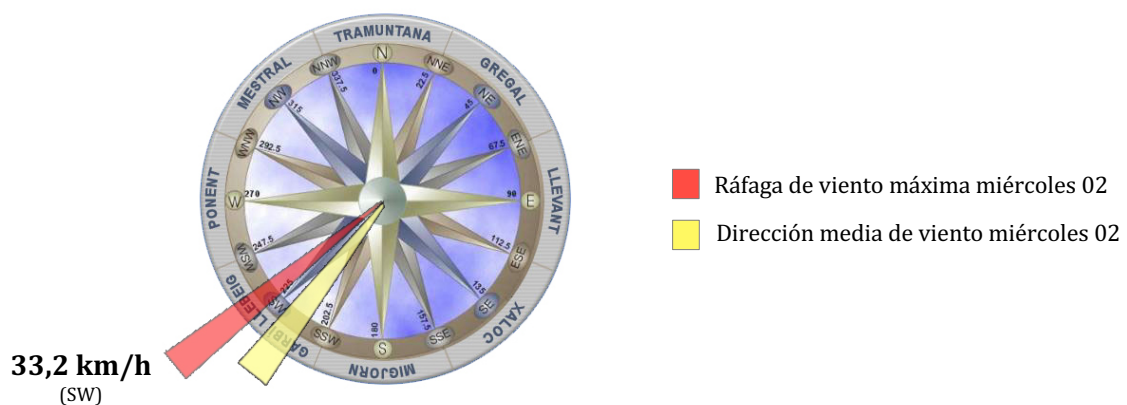 TRAMUNTANA
MESTRAL
GREGAL
N
NNW
NNE
0
337.5
22.5
NW
NE
315
45
WNW
ENE
292.5
67.5
PONENT
LLEVANT
W
270
90
E
247.5
112.5
WSW
ESE
225
135
SW
SE
LLEBEIG
XALOC
202.5
157.5
180
SSW
SSE
S
MIGJORN
33,2 km/h
(SW)
Ráfaga de viento máxima miércoles 02
Dirección media de viento miércoles 02